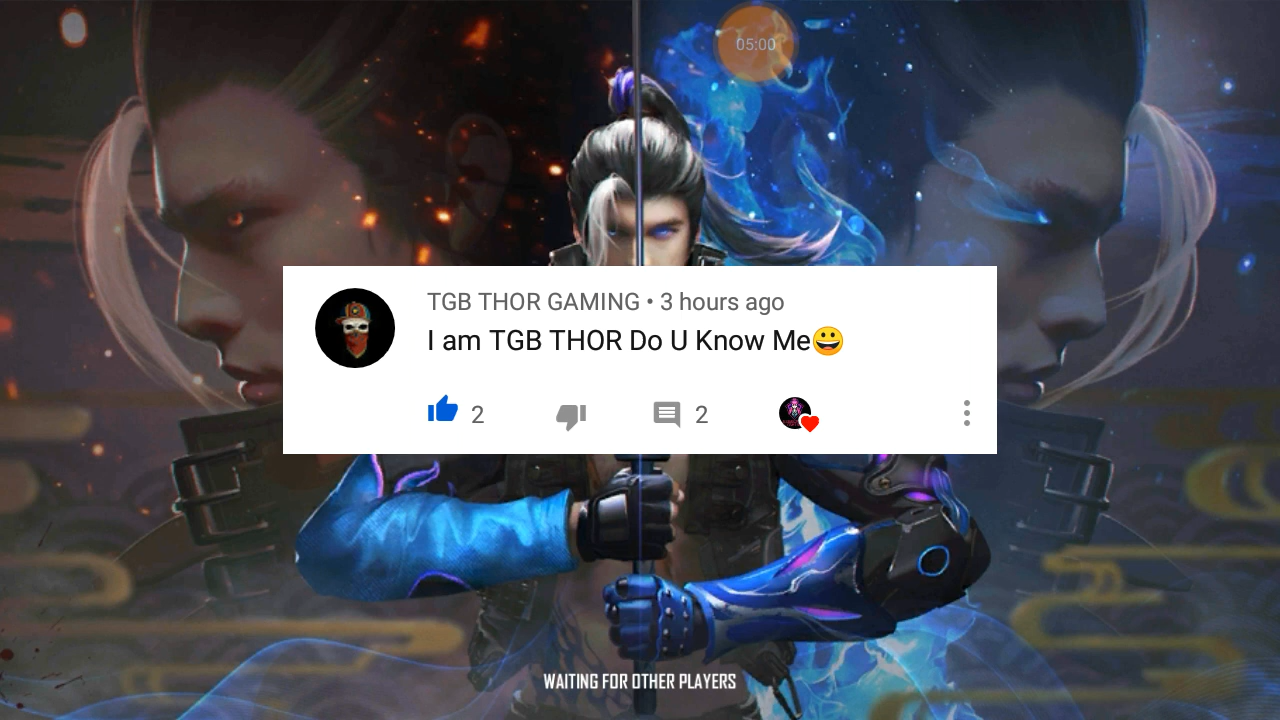 05:00
TGB THOR GAMING • 3 hours ago
I am TGB THOR Do U Know Me😀
2 2
WAITING FOR OTHER PLAYERS